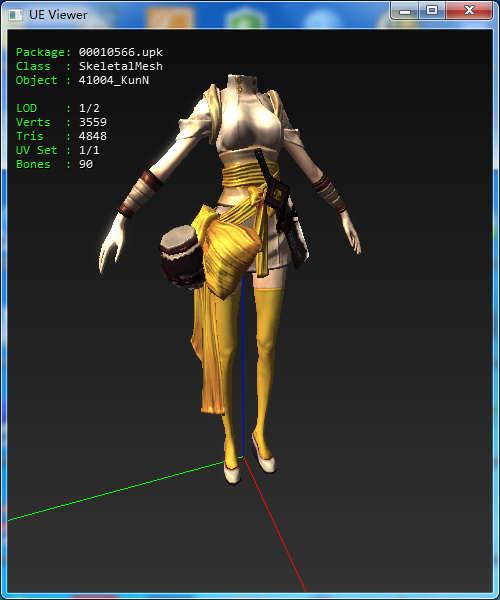 UE Viewer
Package: 00010566.upk
Class : SkeletalMesh
Object : 41004_KunN
LOD : 1/2
Verts : 3559
Tris : 4848
UV Set : 1/1
Bones : 90